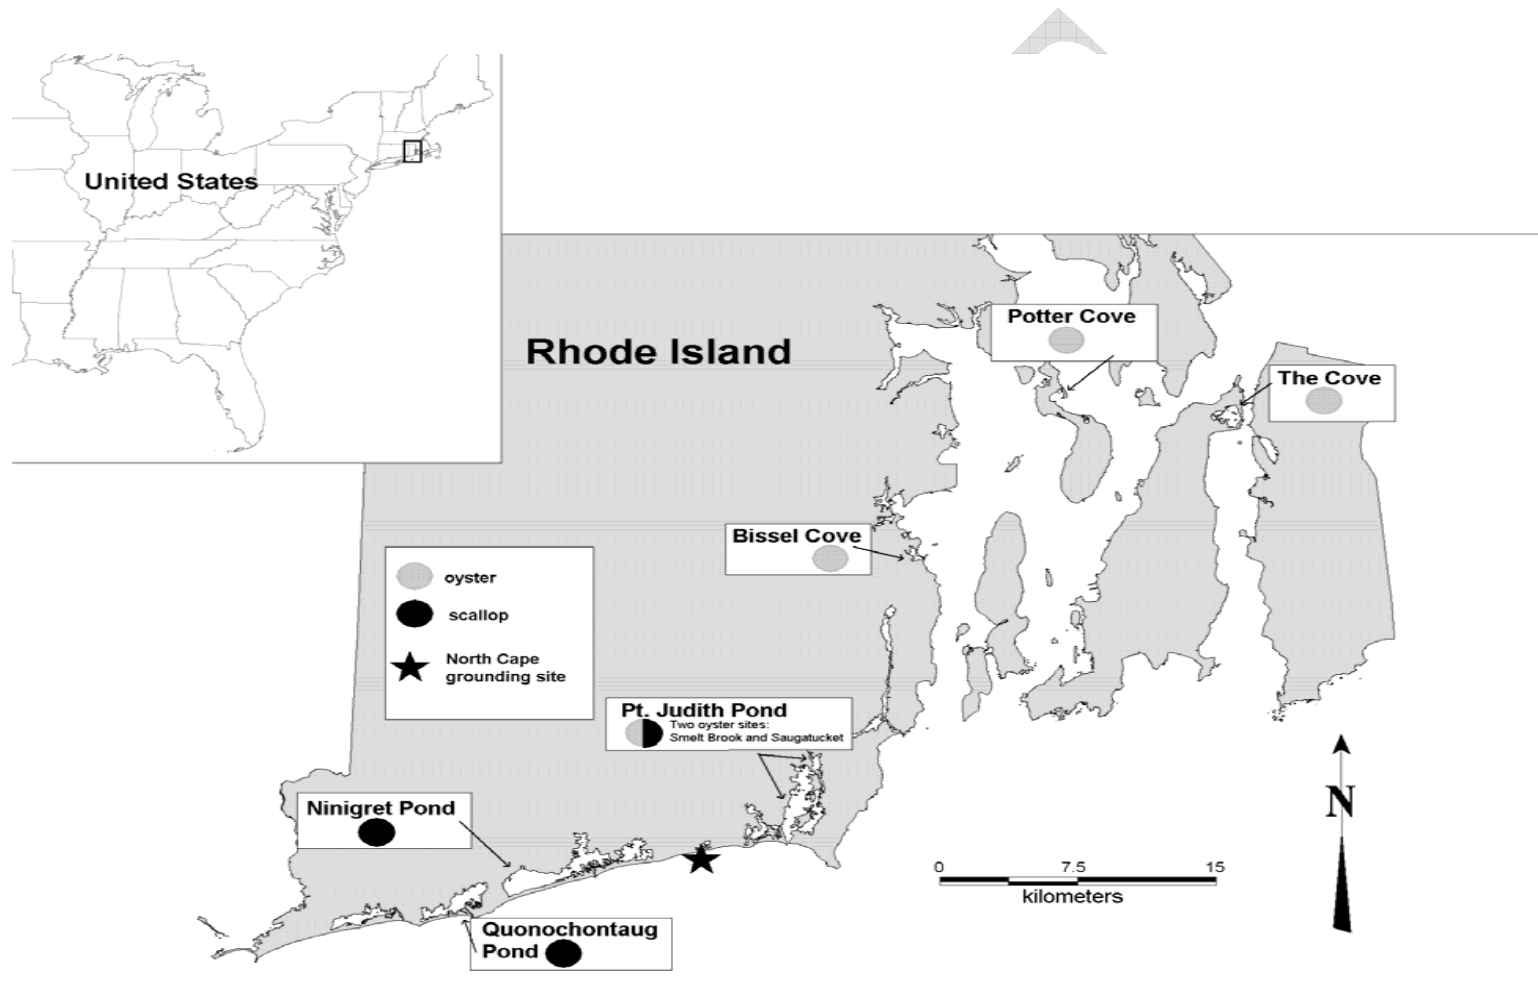 United States
Rhode Island
Potter Cove
The Cove
Bissel Cove
oyster
scallop
North Cape
grounding site
Pt. Judith Pond
Two oyster sites:
Smelt Brook and Saugatucket
Ninigret Pond
Quonochontaug
Pond
N
0 7.5 15
kilometers